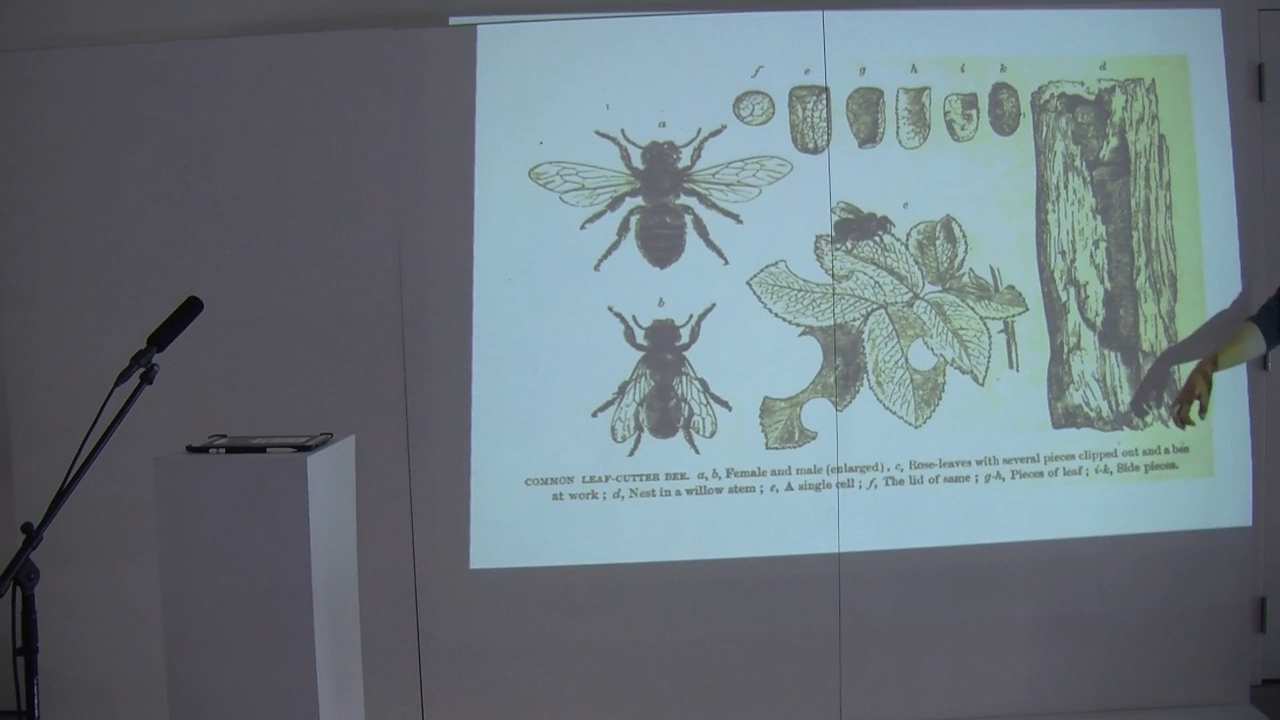 f e g h i k d
1
a
c
b
COMMON LEAF-CUTTER BEE. a, b, Female and male (enlarged), c, Rose-leaves with several pieces clipped out and a bee
at work; d, Nest in a willow stem; e, A single cell; f, The lid of same; g-h, Pieces of leaf; i-k, Side pieces.